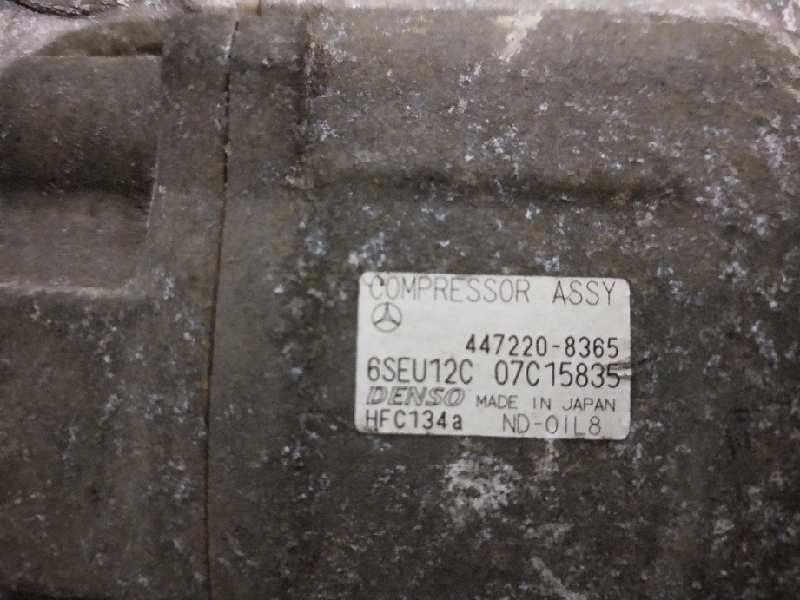 COMPRESSOR ASSY
447220-8365
6SEU12C 07C15835
DENSO MADE IN JAPAN
HFC134a ND-OIL8